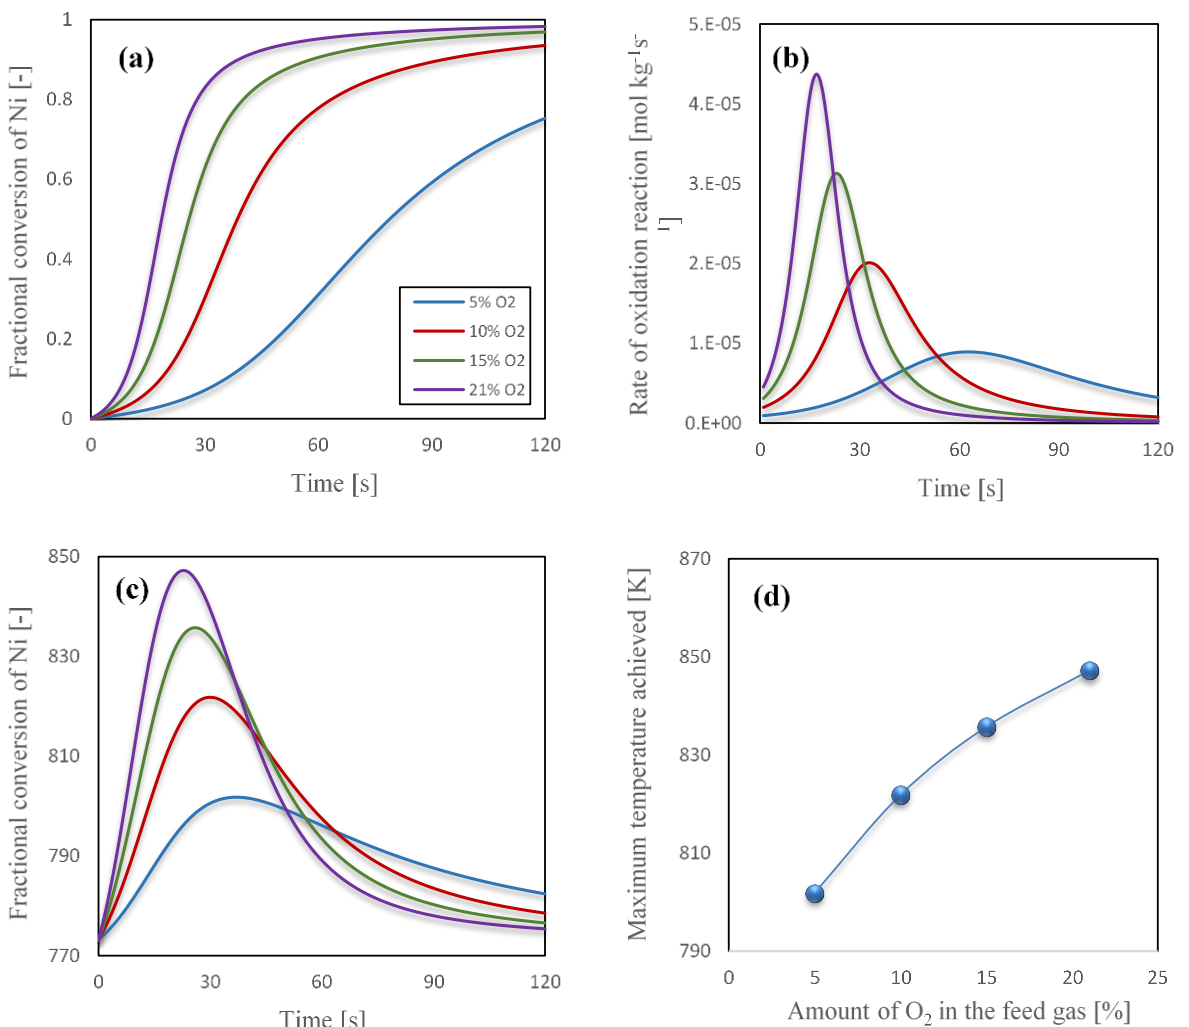 (a)
Fractional conversion of Ni [-]
1
0.8
0.6
0.4
0.2
0
0 30 60 90 120
Time [s]
5% O2
10% O2
15% O2
21% O2
(b)
Rate of oxidation reaction [mol kg⁻¹s⁻
¹]
5.E-05
4.E-05
3.E-05
2.E-05
1.E-05
0.E+00
0 30 60 90 120
Time [s]
(c)
Fractional conversion of Ni [-]
850
830
810
790
770
0 30 60 90 120
Time [s]
(d)
Maximum temperature achieved [K]
870
850
830
810
790
0 5 10 15 20 25
Amount of O₂ in the feed gas [%]